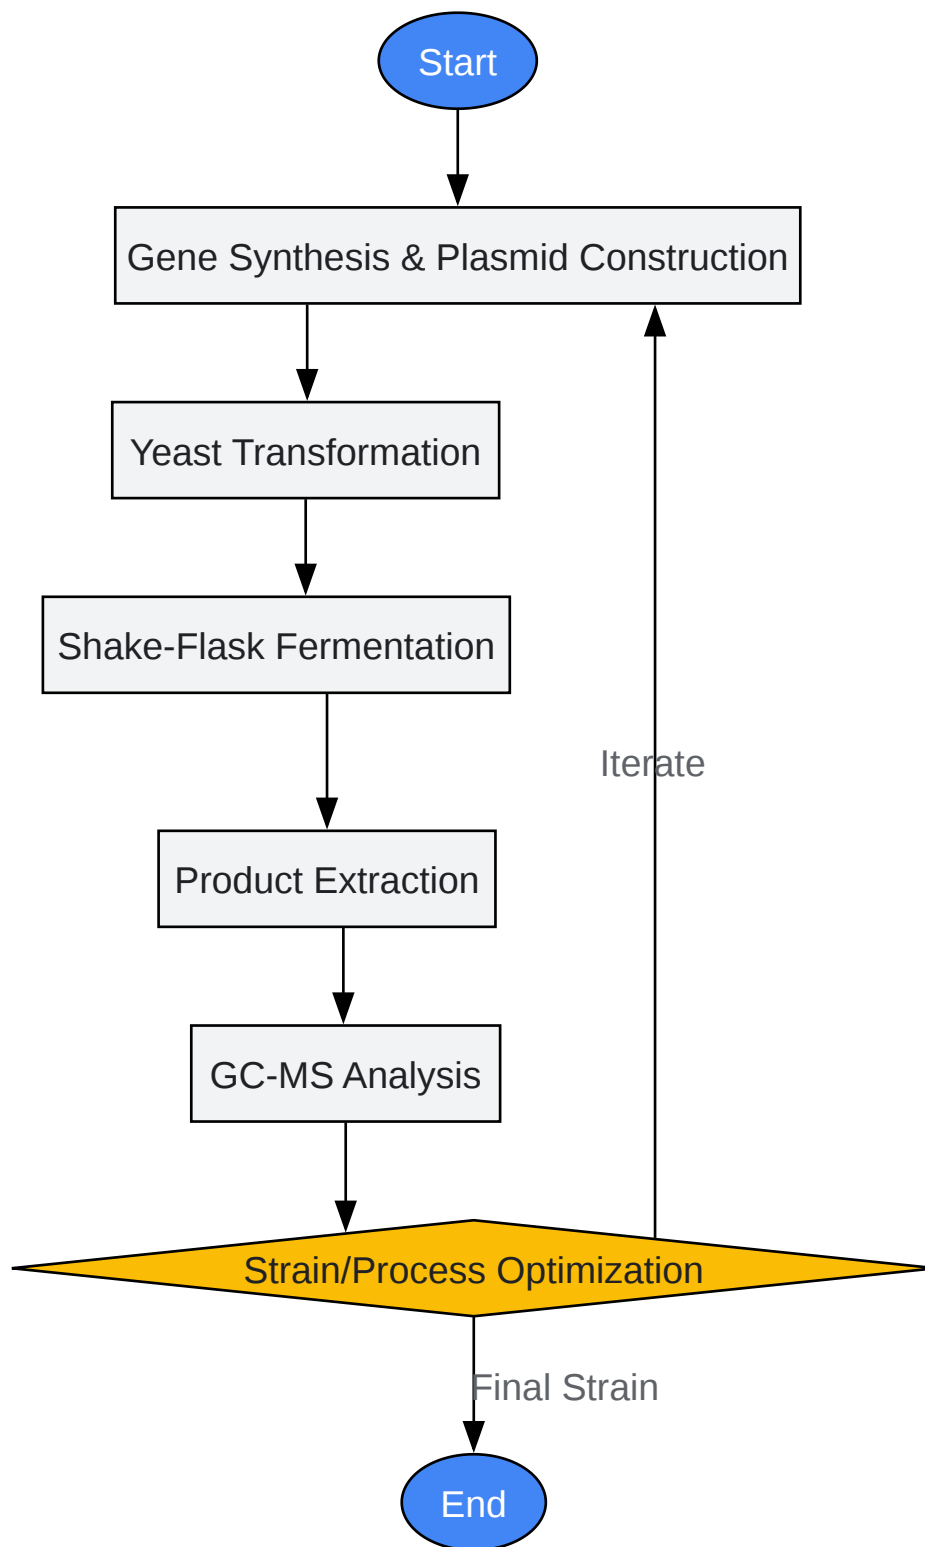 Start
Gene Synthesis & Plasmid Construction
Yeast Transformation
Shake-Flask Fermentation
Iterate
Product Extraction
GC-MS Analysis
Strain/Process Optimization
Final Strain
End